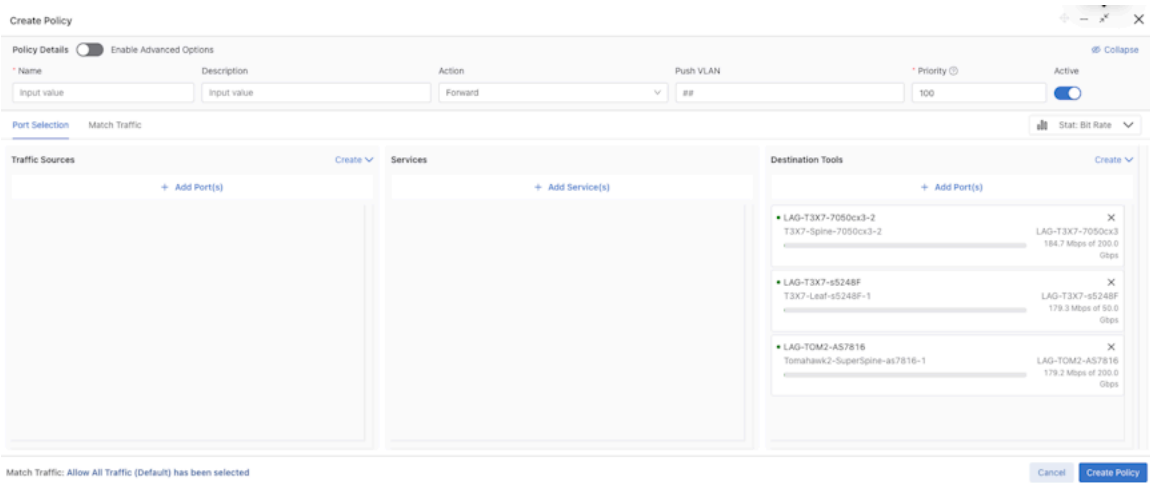 Create Policy
Policy Details Enable Advanced Options Collapse
* Name Description Action Push VLAN * Priority Active
Input value Input value Forward ## 100
Port Selection Match Traffic Stat: Bit Rate
Traffic Sources Create Services Destination Tools Create
+ Add Port(s) + Add Service(s) + Add Port(s)
LAG-T3X7-7050cx3-2
T3X7-Spine-7050cx3-2 LAG-T3X7-7050cx3
184.7 Mbps of 200.0
Gbps
LAG-T3X7-s5248F
T3X7-Leaf-s5248F-1 LAG-T3X7-s5248F
179.3 Mbps of 50.0
Gbps
LAG-TOM2-AS7816
Tomahawk2-SuperSpine-as7816-1 LAG-TOM2-AS7816
179.2 Mbps of 200.0
Gbps
Match Traffic: Allow All Traffic (Default) has been selected Cancel Create Policy